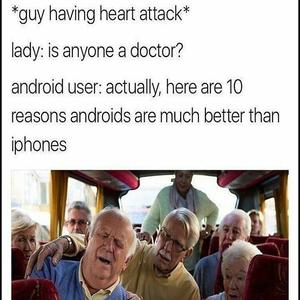 *guy having heart attack*
lady: is anyone a doctor?
android user: actually, here are 10
reasons androids are much better than
iphones